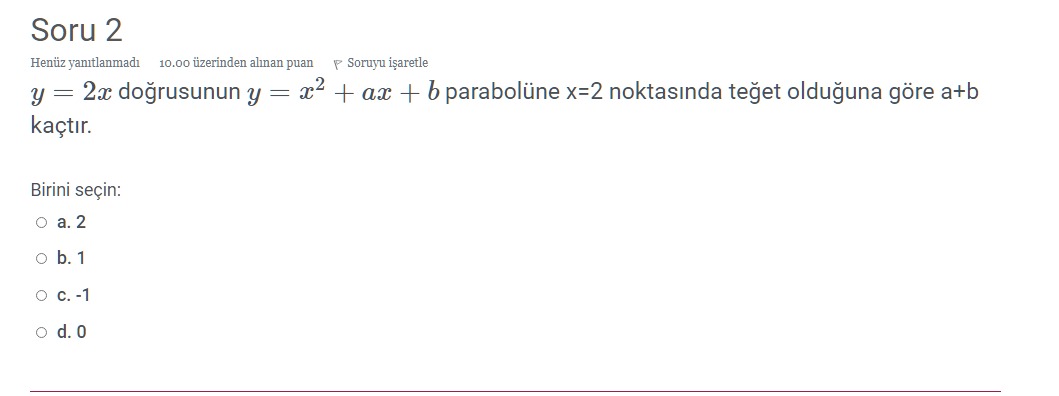 Soru 2
Henüz yanıtlanmadı 10.00 üzerinden alınan puan Soruyu işaretle
y = 2x doğrusunun y = x² + ax + b parabolüne x=2 noktasında teğet olduğuna göre a+b
kaçtır.
Birini seçin:
a. 2
b. 1
c. -1
d. 0